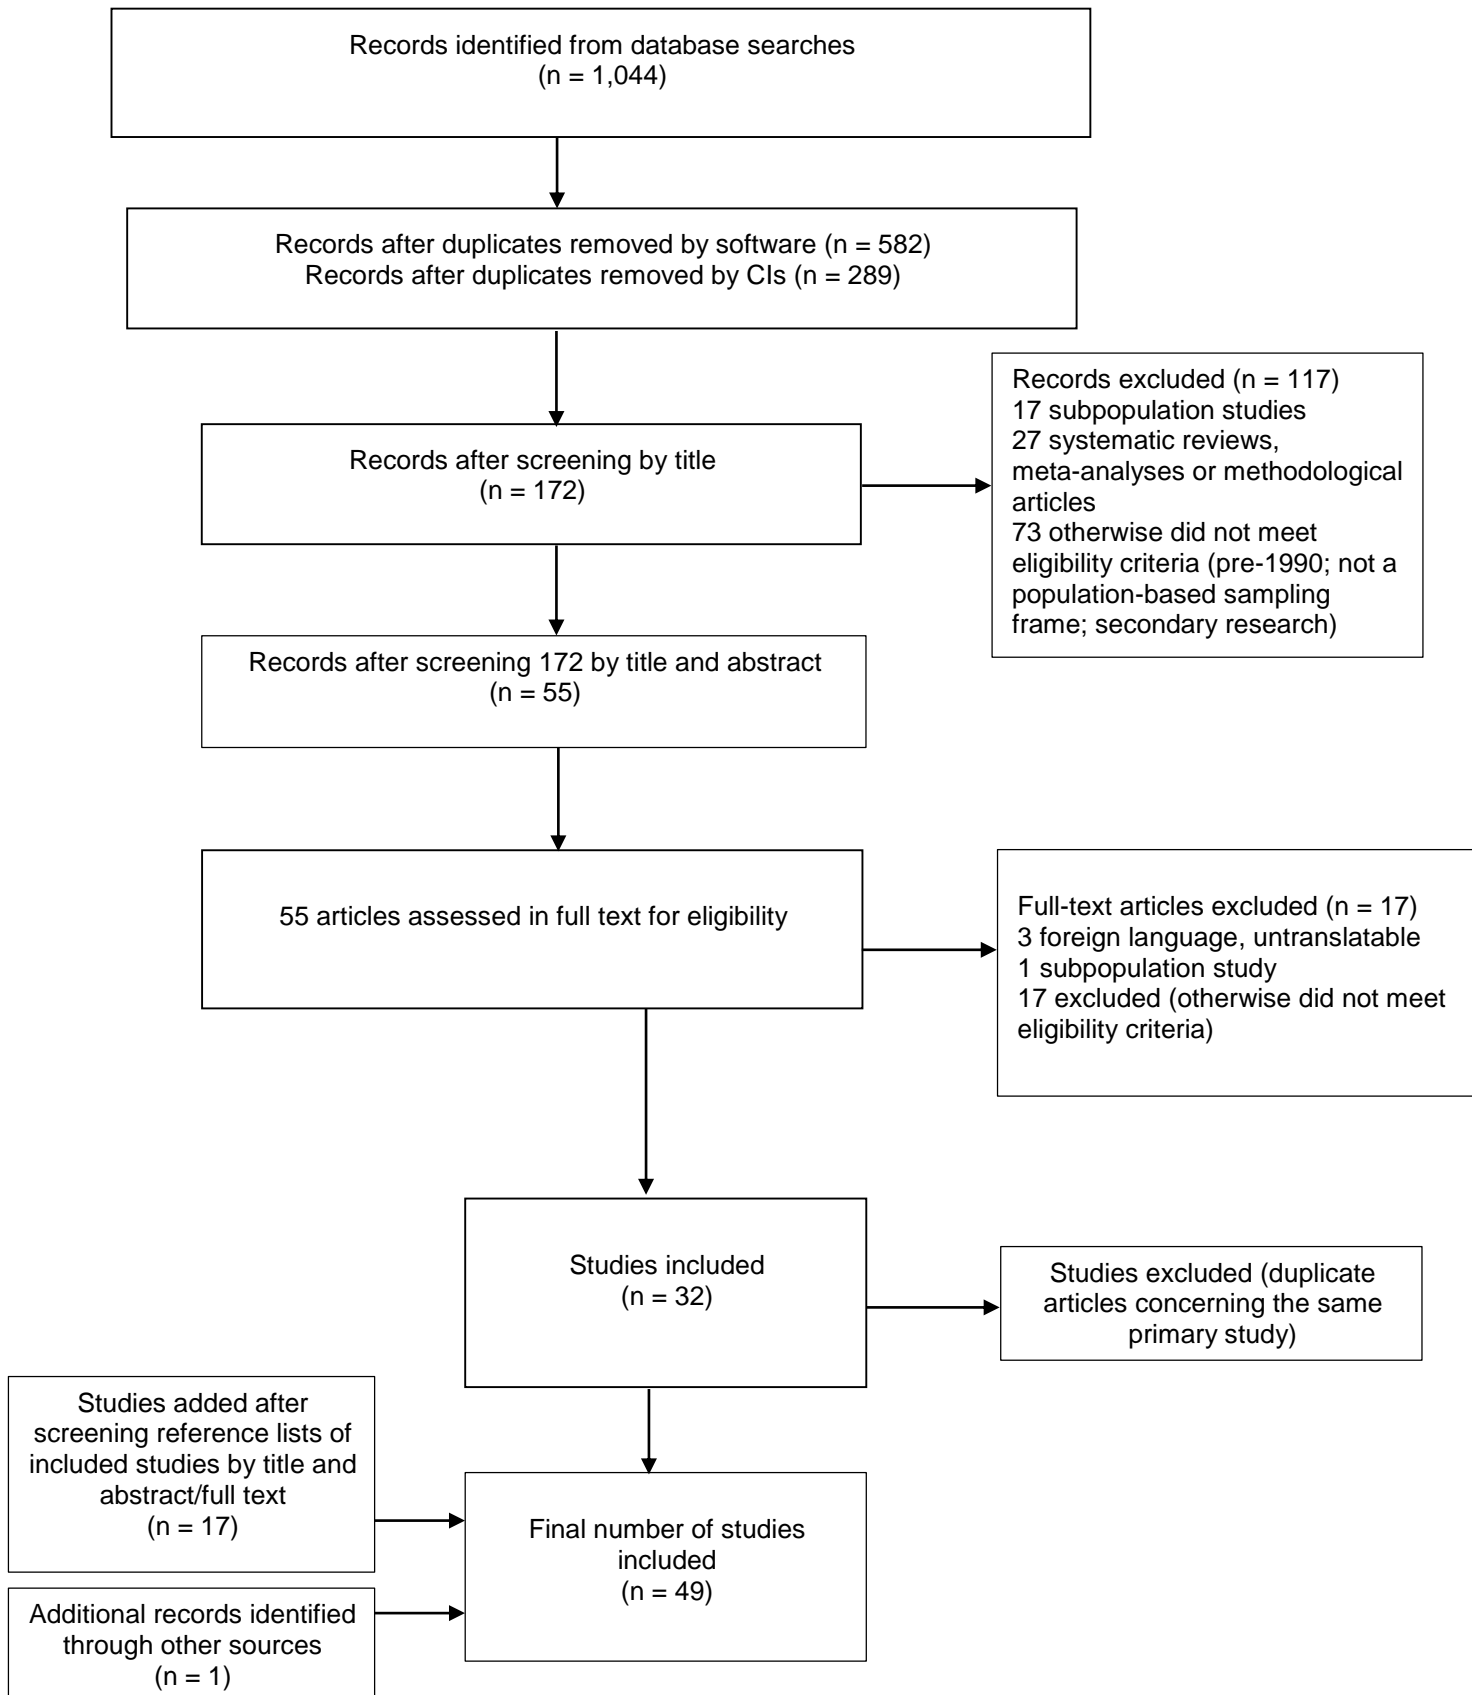 Records identified from database searches
(n = 1,044)
Records after duplicates removed by software (n = 582)
Records after duplicates removed by CIs (n = 289)
Records after screening by title
(n = 172)
Records excluded (n = 117)
17 subpopulation studies
27 systematic reviews,
meta-analyses or methodological
articles
73 otherwise did not meet
eligibility criteria (pre-1990; not a
population-based sampling
frame; secondary research)
Records after screening 172 by title and abstract
(n = 55)
55 articles assessed in full text for eligibility
Full-text articles excluded (n = 17)
3 foreign language, untranslatable
1 subpopulation study
17 excluded (otherwise did not meet
eligibility criteria)
Studies included
(n = 32)
Studies excluded (duplicate
articles concerning the same
primary study)
Studies added after
screening reference lists of
included studies by title and
abstract/full text
(n = 17)
Final number of studies
included
(n = 49)
Additional records identified
through other sources
(n = 1)